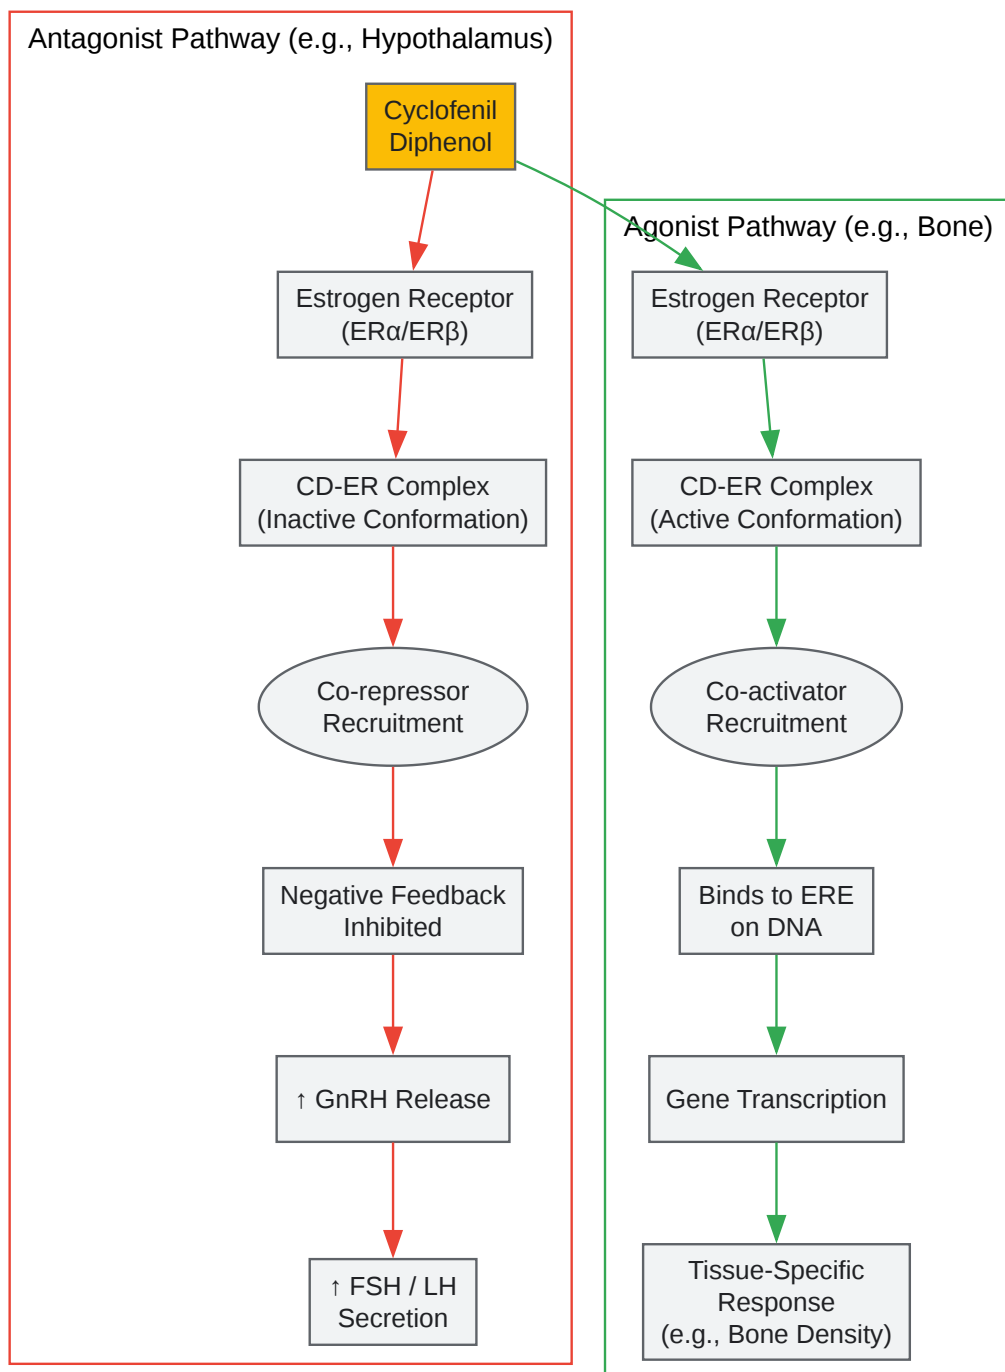 Antagonist Pathway (e.g., Hypothalamus)
Cyclofenil
Diphenol
Estrogen Receptor
(ERα/ERβ)
CD-ER Complex
(Inactive Conformation)
Co-repressor
Recruitment
Negative Feedback
Inhibited
↑ GnRH Release
↑ FSH / LH
Secretion
Agonist Pathway (e.g., Bone)
Estrogen Receptor
(ERα/ERβ)
CD-ER Complex
(Active Conformation)
Co-activator
Recruitment
Binds to ERE
on DNA
Gene Transcription
Tissue-Specific
Response
(e.g., Bone Density)